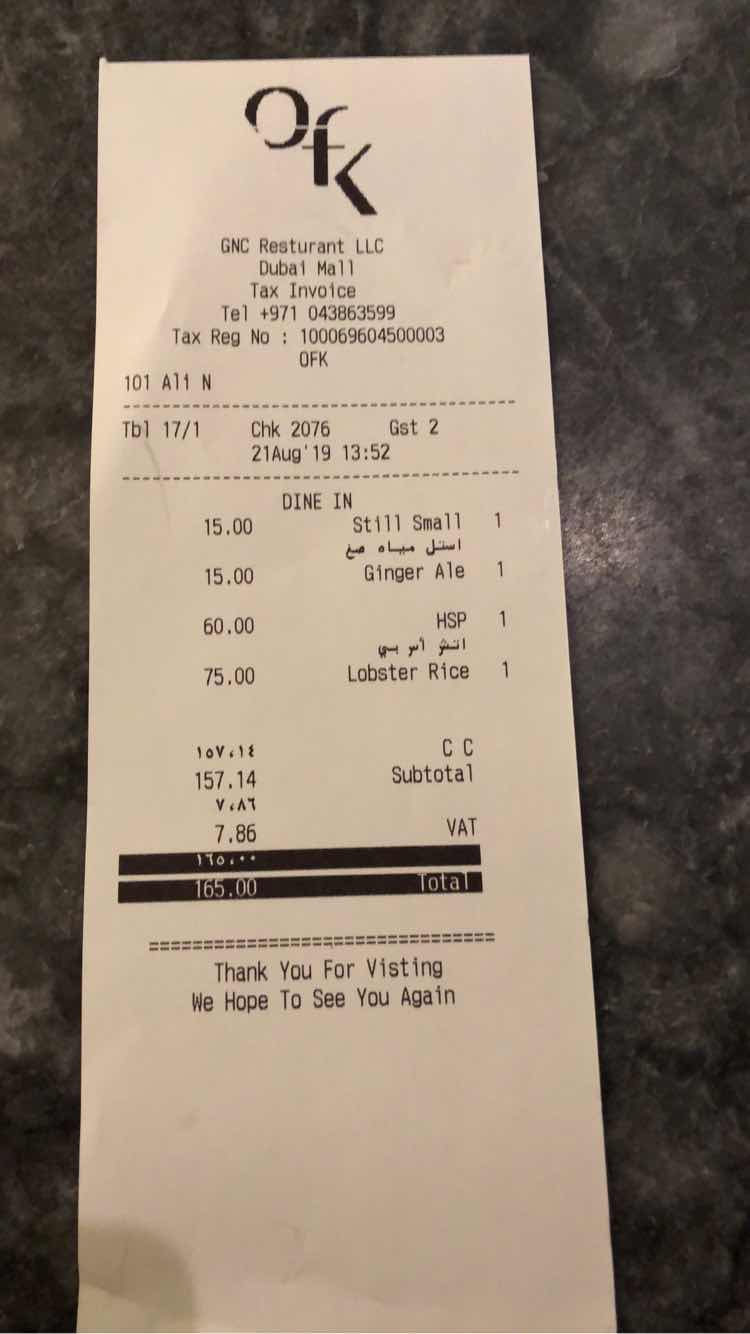 ofk
GNC Resturant LLC
Dubai Mall
Tax Invoice
Tel +971 043863599
Tax Reg No : 100069604500003
OFK
101 Ali N
Tbl 17/1 Chk 2076 Gst 2
21Aug'19 13:52
DINE IN
15.00 Still Small 1
استل مياه صغ
15.00 Ginger Ale 1
60.00 HSP 1
اتش أس بي
75.00 Lobster Rice 1
١٥٧،١٤ C C
157.14 Subtotal
٧،٨٦
7.86 VAT
١٦٥،٠٠
165.00 Total
Thank You For Visting
We Hope To See You Again